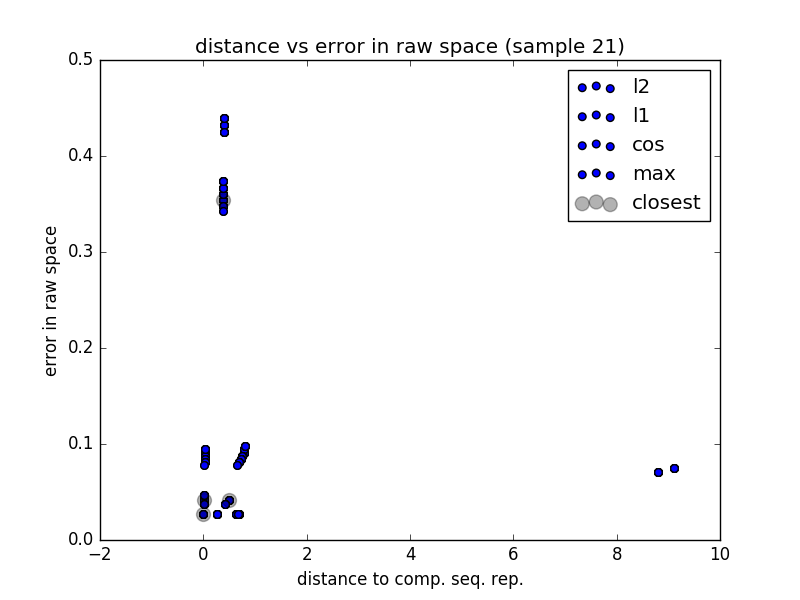 distance vs error in raw space (sample 21)
0.5
0.4
0.3
0.2
0.1
0.0
error in raw space
l2
l1
cos
max
closest
−2 0 2 4 6 8 10
distance to comp. seq. rep.